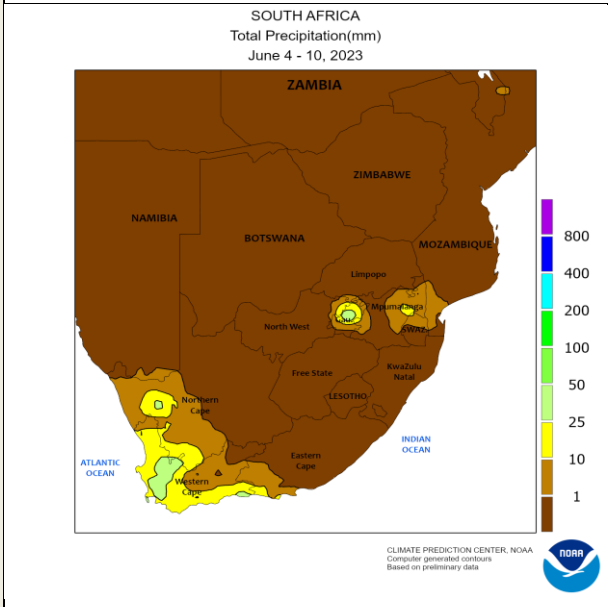 SOUTH AFRICA
Total Precipitation(mm)
June 4 - 10, 2023
ZAMBIA
ZIMBABWE
NAMIBIA
BOTSWANA
MOZAMBIQUE
Limpopo
Mpumalanga
North West
SWAZI
Free State
KwaZulu
Natal
LESOTHO
Northern
Cape
Eastern
Cape
Western
Cape
ATLANTIC
OCEAN
INDIAN
OCEAN
800
400
200
100
50
25
10
1
CLIMATE PREDICTION CENTER, NOAA
Computer generated contours
Based on preliminary data
NOAA